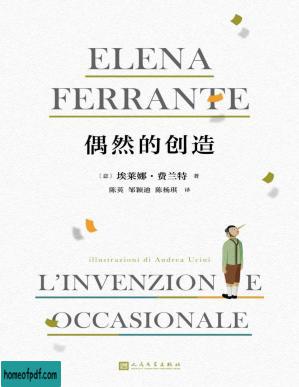 ELENA
FERRANTE
偶然的创造
〔意〕埃莱娜·费兰特 著
陈英 邹颖迪 陈杨琪 译
illustrazioni di Andrea Ucini
L'INVENZIONE
OCCASIONALE
人民文学出版社
homeofpdf.com